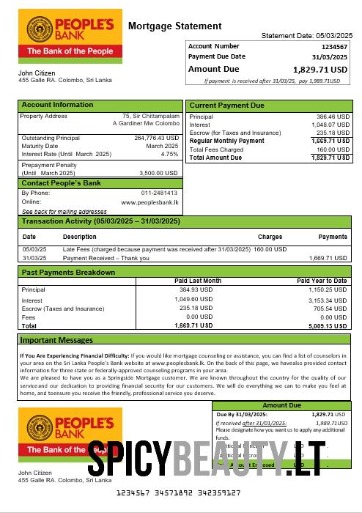 PEOPLE'S
BANK
The Bank of the People
Mortgage Statement
Statement Date: 05/03/2025
Account Number 1234567
Payment Due Date 31/03/2025
Amount Due 1,829.71 USD
If payment is received after 31/03/25, pay 1,989.71USD
John Citizen
455 Galle RA. Colombo, Sri Lanka
Account Information
Property Address 75, Sir Chittampalam
A Gardiner Mw Colombo
Outstanding Principal 264,776.43 USD
Maturity Date March 2025
Interest Rate (Until March 2025) 4.75%
Prepayment Penalty
(Until March 2025) 3,500.00 USD
Contact People's Bank
By Phone: 011-2481413
Online: www.peoplesbank.lk
See back for mailing addresses
Current Payment Due
Principal 386.46 USD
Interest 1,048.07 USD
Escrow (for Taxes and Insurance) 235.18 USD
Regular Monthly Payment 1,669.71 USD
Total Fees Charged 160.00 USD
Total Amount Due 1,829.71 USD
Transaction Activity (05/03/2025 – 31/03/2025)
Date Description Charges Payments
05/03/25 Late Fees (charged because payment was received after 31/03/2025) 160.00 USD
31/03/25 Payment Received – Thank you 1,669.71 USD
Past Payments Breakdown
Paid Last Month Paid Year to Date
Principal 384.93 USD 1,150.25 USD
Interest 1,049.60 USD 3,153.34 USD
Escrow (Taxes and Insurance) 235.18 USD 705.54 USD
Fees 0.00 USD 0.00 USD
Total 1,669.71 USD 5,009.13 USD
Important Messages
If You Are Experiencing Financial Difficulty: If you would like mortgage counseling or assistance, you can find a list of counselors in
your area on the Sri Lanka People's Bank website at www.peoplesbank.lk. On the back of this page, we have also provided contact
information for three state or federally-approved counseling programs in your area.
We are pleased to have you as a Springside Mortgage customer. We are known throughout the country for the quality of our
service and our dedication to providing financial security for our customers. We will do everything we can to make you feel at
home, and to ensure you receive the friendly, professional service you deserve.
PEOPLE'S
BANK
The Bank of the People
Amount Due
Due By 31/03/2025: 1,829.71 USD
If received after 31/03/2025: 1,989.71 USD
Please designate how you want us to apply any additional
funds.
SPICYBEAUTY.LT
John Citizen
455 Galle RA. Colombo, Sri Lanka
1234567 34571892 342359127